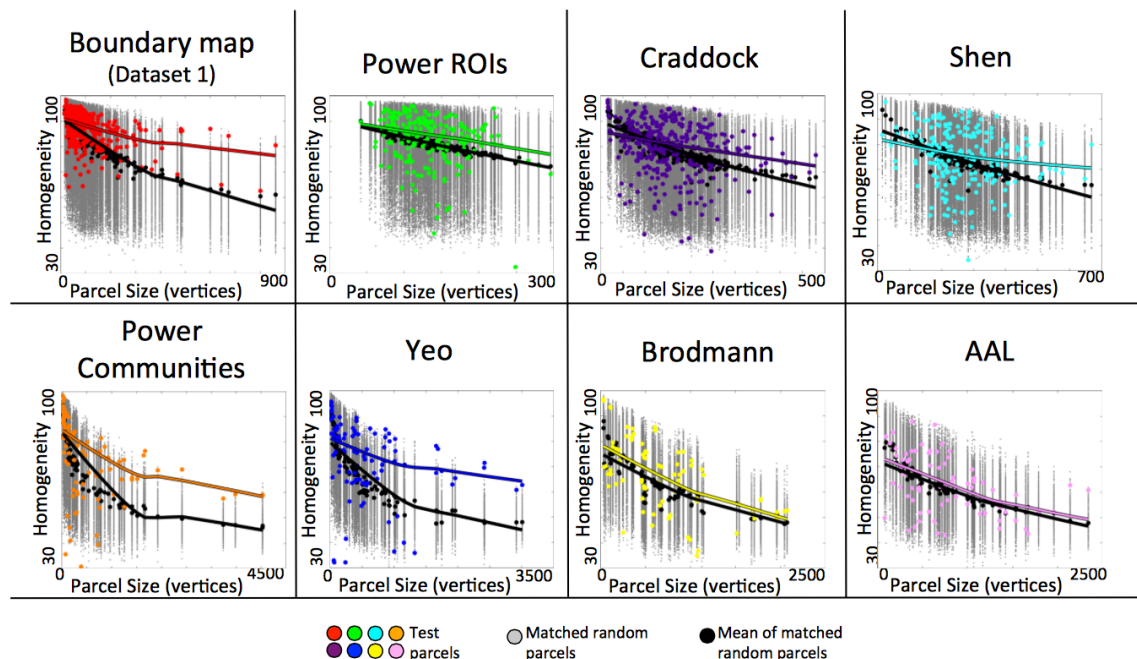 Boundary map
(Dataset 1)
Homogeneity
100
30
0
900
Parcel Size (vertices)
Power ROIs
Homogeneity
100
30
0
300
Parcel Size (vertices)
Craddock
Homogeneity
100
30
0
500
Parcel Size (vertices)
Shen
Homogeneity
100
30
0
700
Parcel Size (vertices)
Power
Communities
Homogeneity
100
30
0
4500
Parcel Size (vertices)
Yeo
Homogeneity
100
30
0
3500
Parcel Size (vertices)
Brodmann
Homogeneity
100
30
0
2500
Parcel Size (vertices)
AAL
Homogeneity
100
30
0
2500
Parcel Size (vertices)
Test
parcels
Matched random
parcels
Mean of matched
random parcels